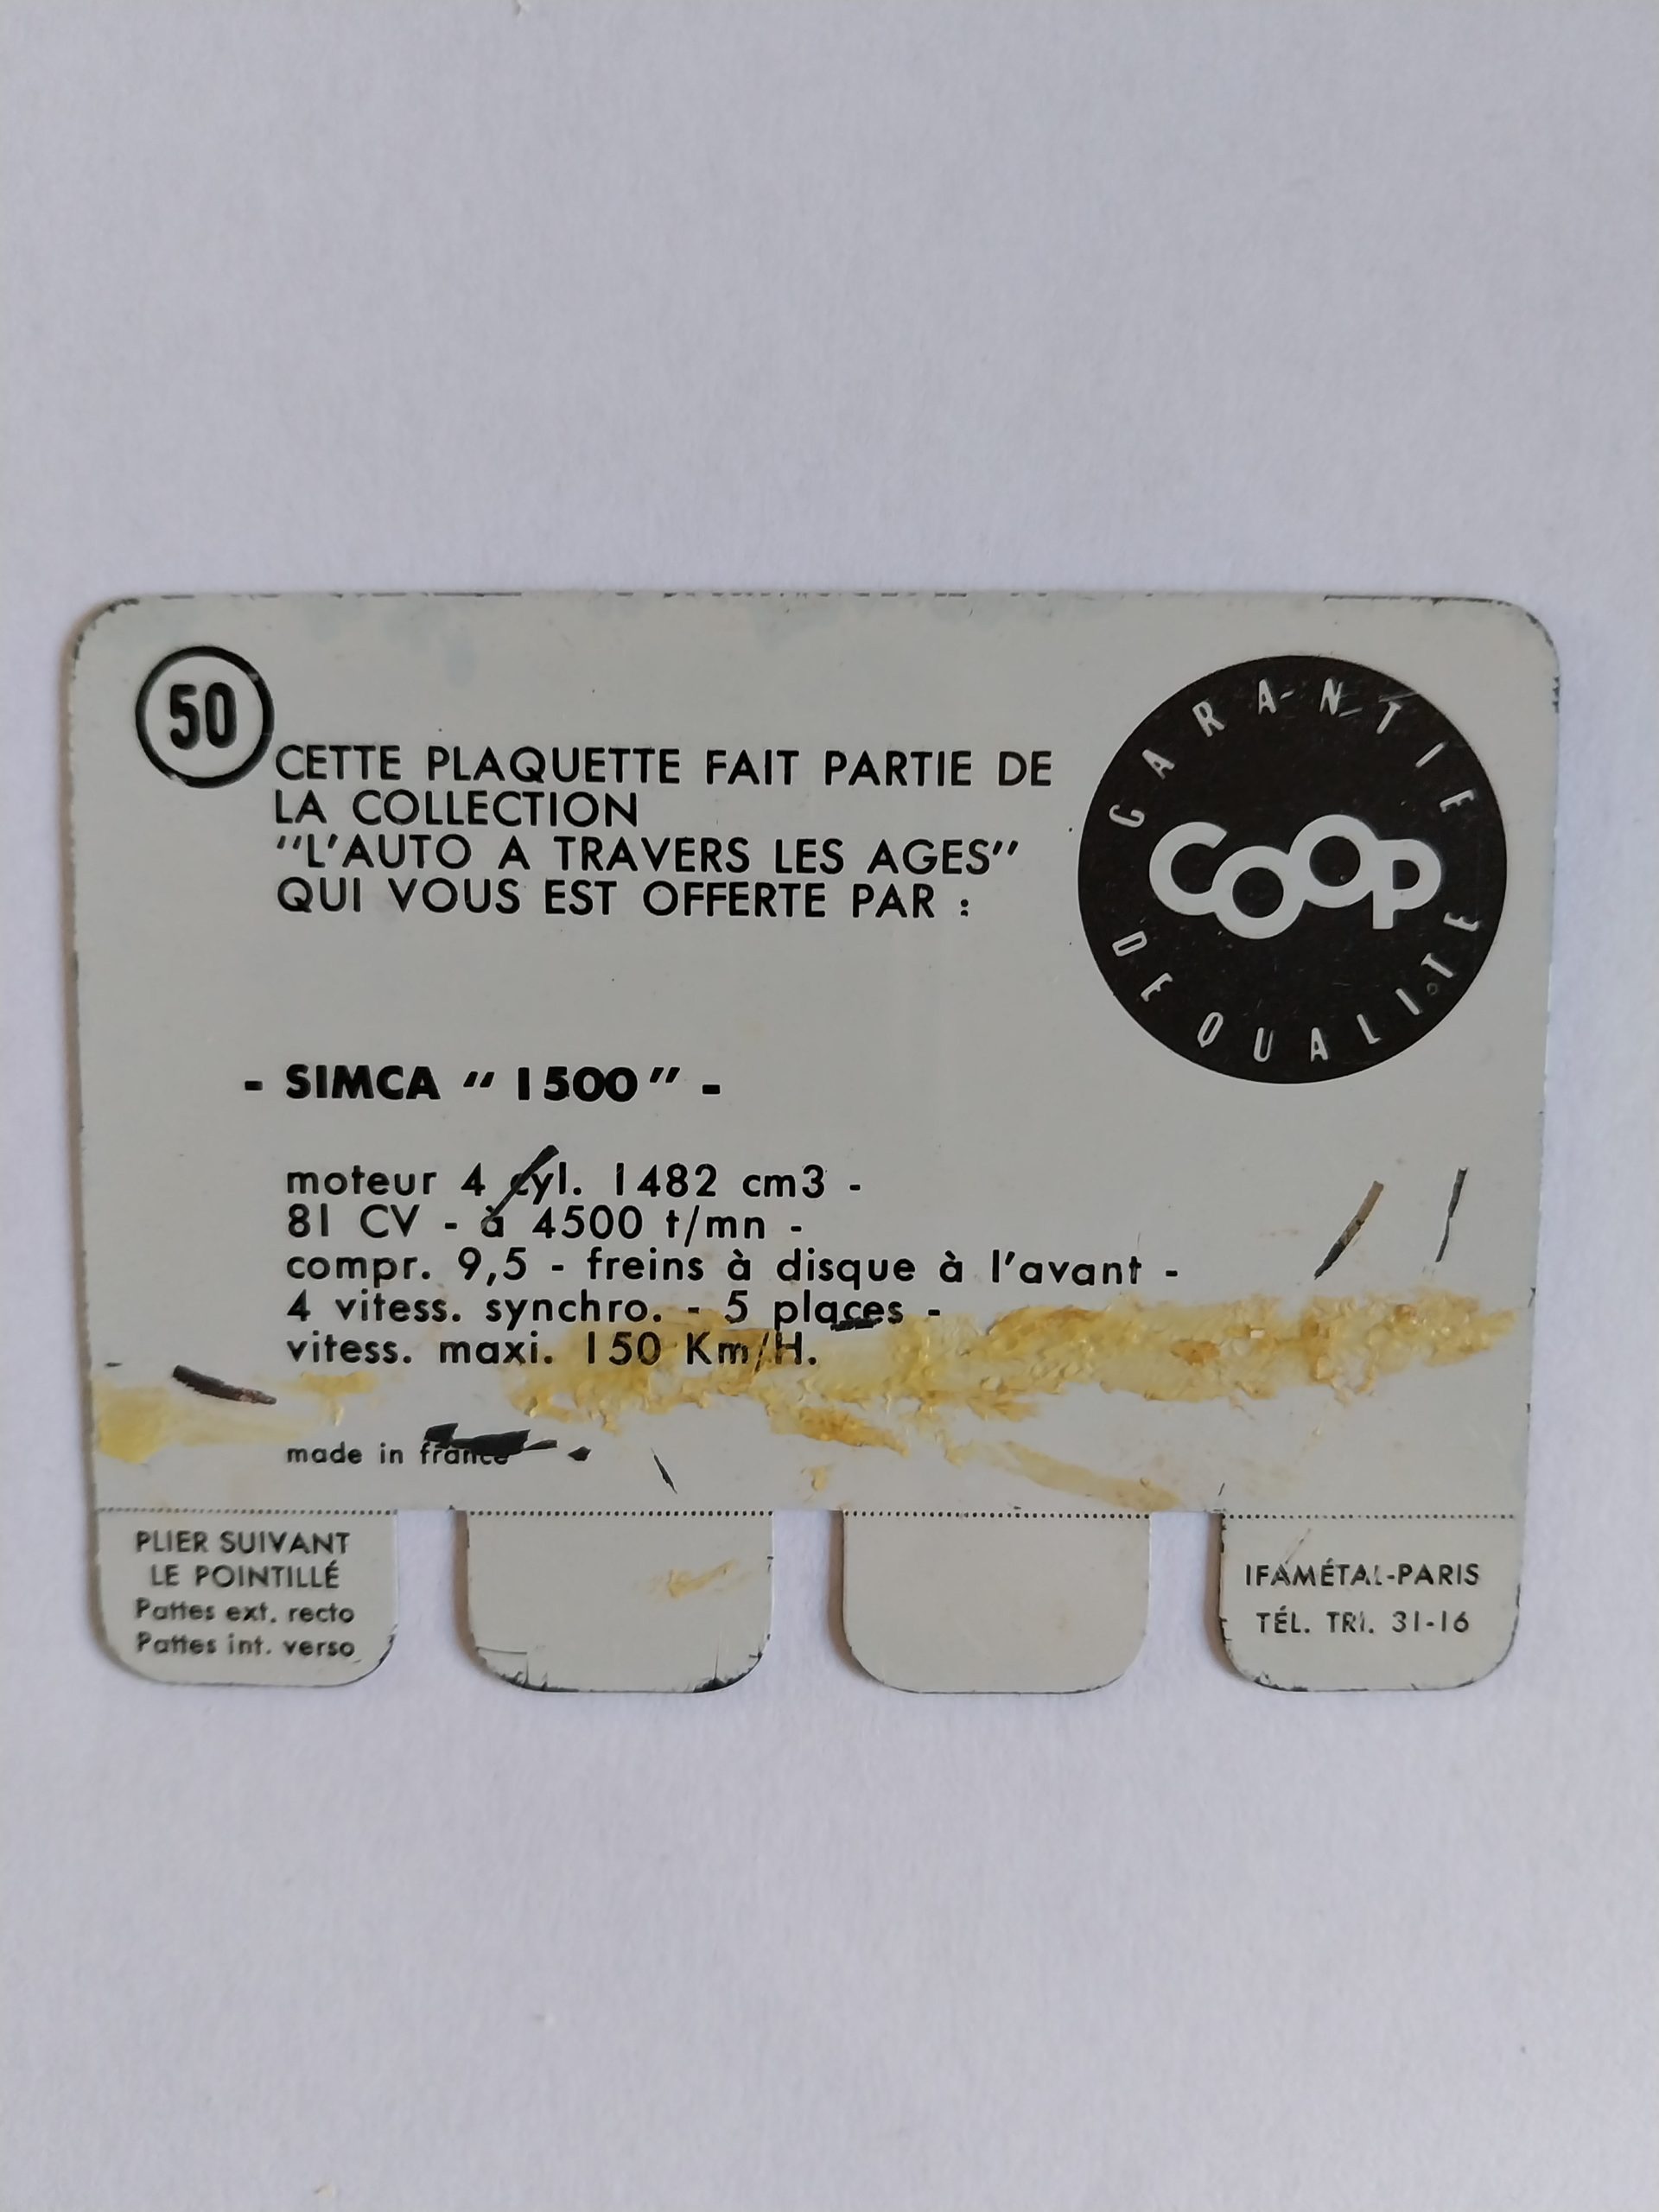 50
CETTE PLAQUETTE FAIT PARTIE DE
LA COLLECTION
"L'AUTO A TRAVERS LES AGES"
QUI VOUS EST OFFERTE PAR :
GARANTIE
COOP
DE QUALITE
- SIMCA " 1500 " -
moteur 4 cyl. 1482 cm3 -
81 CV - à 4500 t/mn -
compr. 9,5 - freins à disque à l'avant -
4 vitess. synchro. - 5 places -
vitess. maxi. 150 Km/H.
made in france
PLIER SUIVANT
LE POINTILLÉ
Pattes ext. recto
Pattes int. verso
IFAMÉTAL-PARIS
TÉL. TRI. 31-16